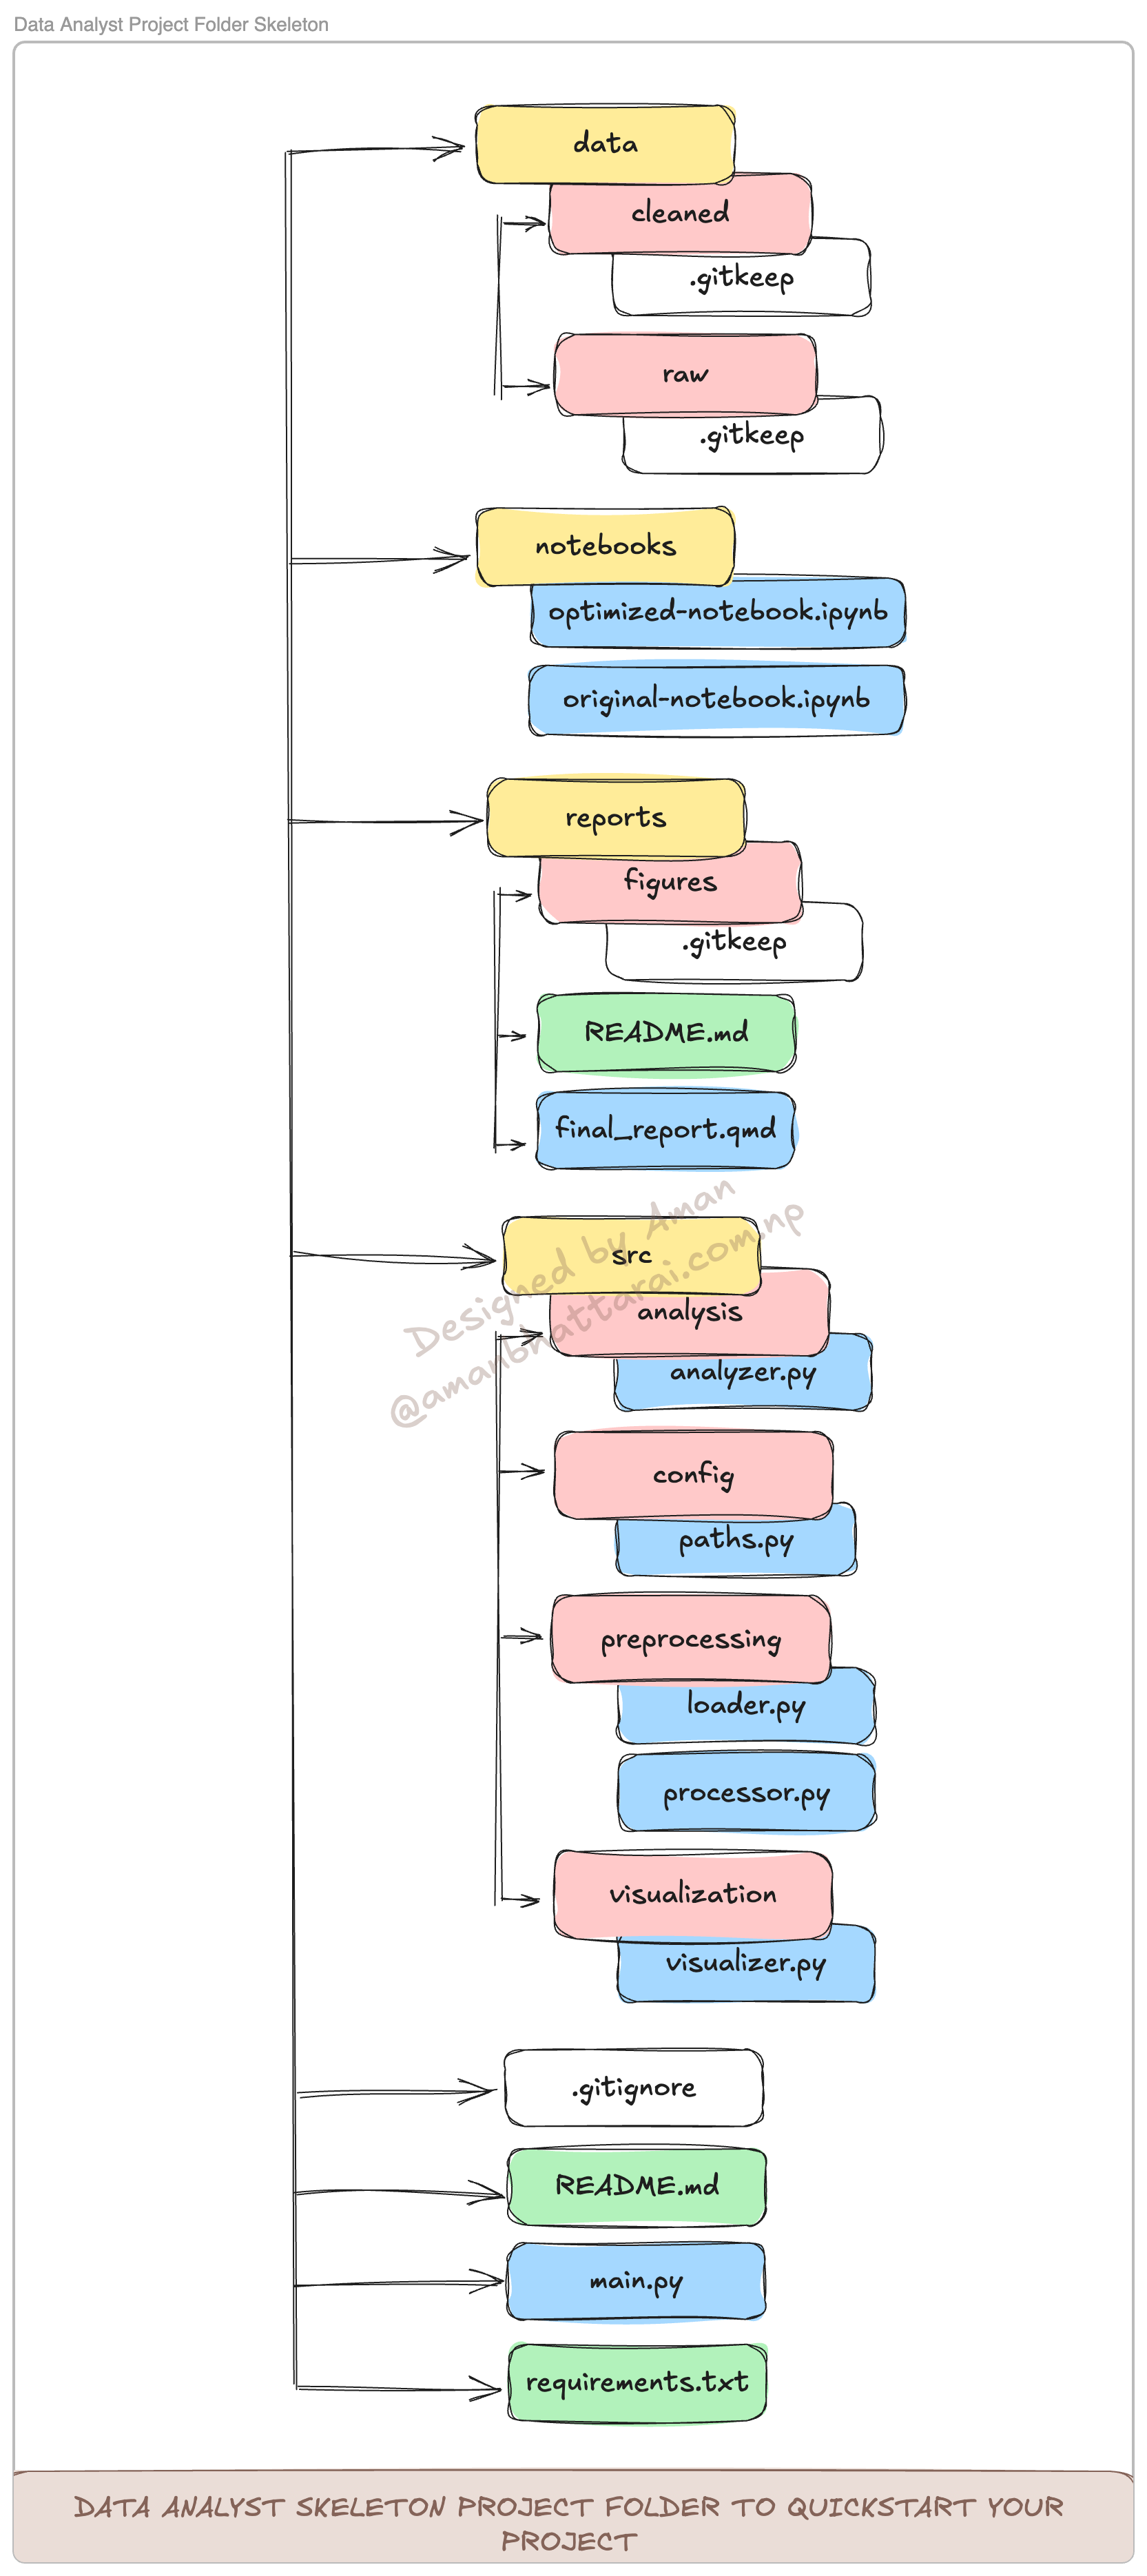 Data Analyst Project Folder Skeleton
data
cleaned
.gitkeep
raw
.gitkeep
notebooks
optimized-notebook.ipynb
original-notebook.ipynb
reports
figures
.gitkeep
README.md
final_report.qmd
Designed by Aman
@amanbhattarai.com.np
src
analysis
analyzer.py
config
paths.py
preprocessing
loader.py
processor.py
visualization
visualizer.py
.gitignore
README.md
main.py
requirements.txt
DATA ANALYST SKELETON PROJECT FOLDER TO QUICKSTART YOUR
PROJECT